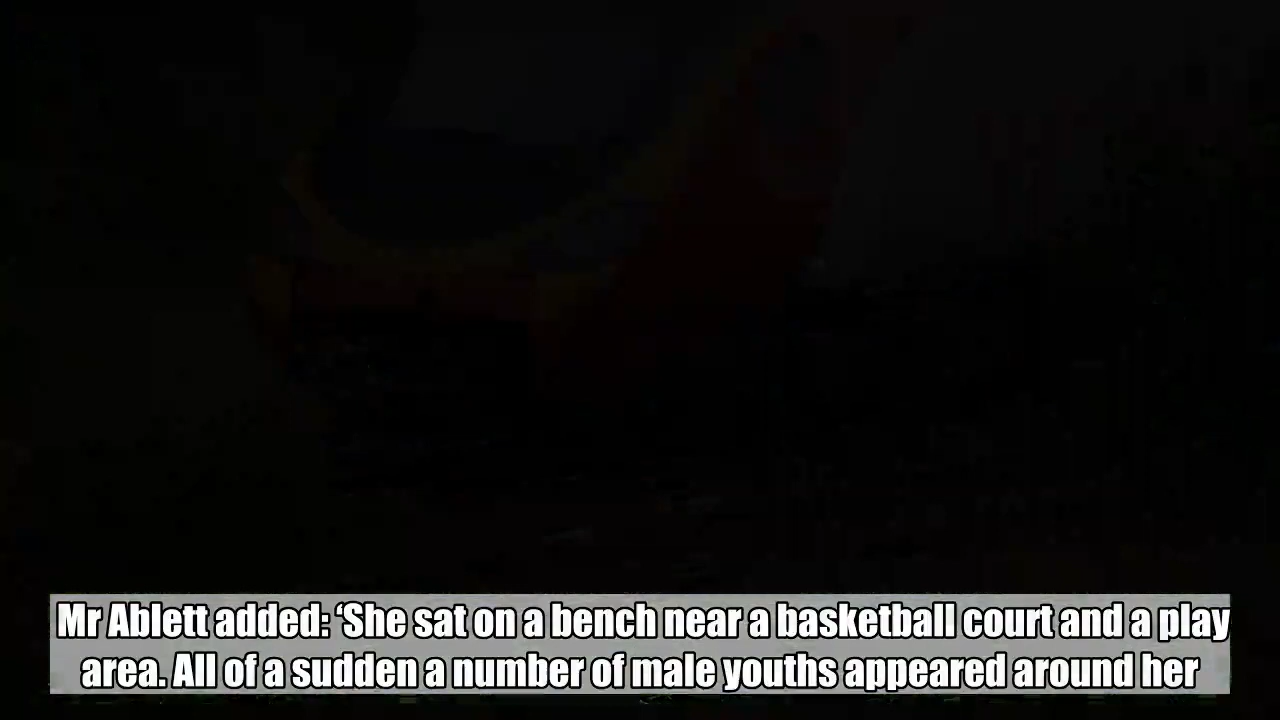 Mr Ablett added: ‘She sat on a bench near a basketball court and a play
area. All of a sudden a number of male youths appeared around her